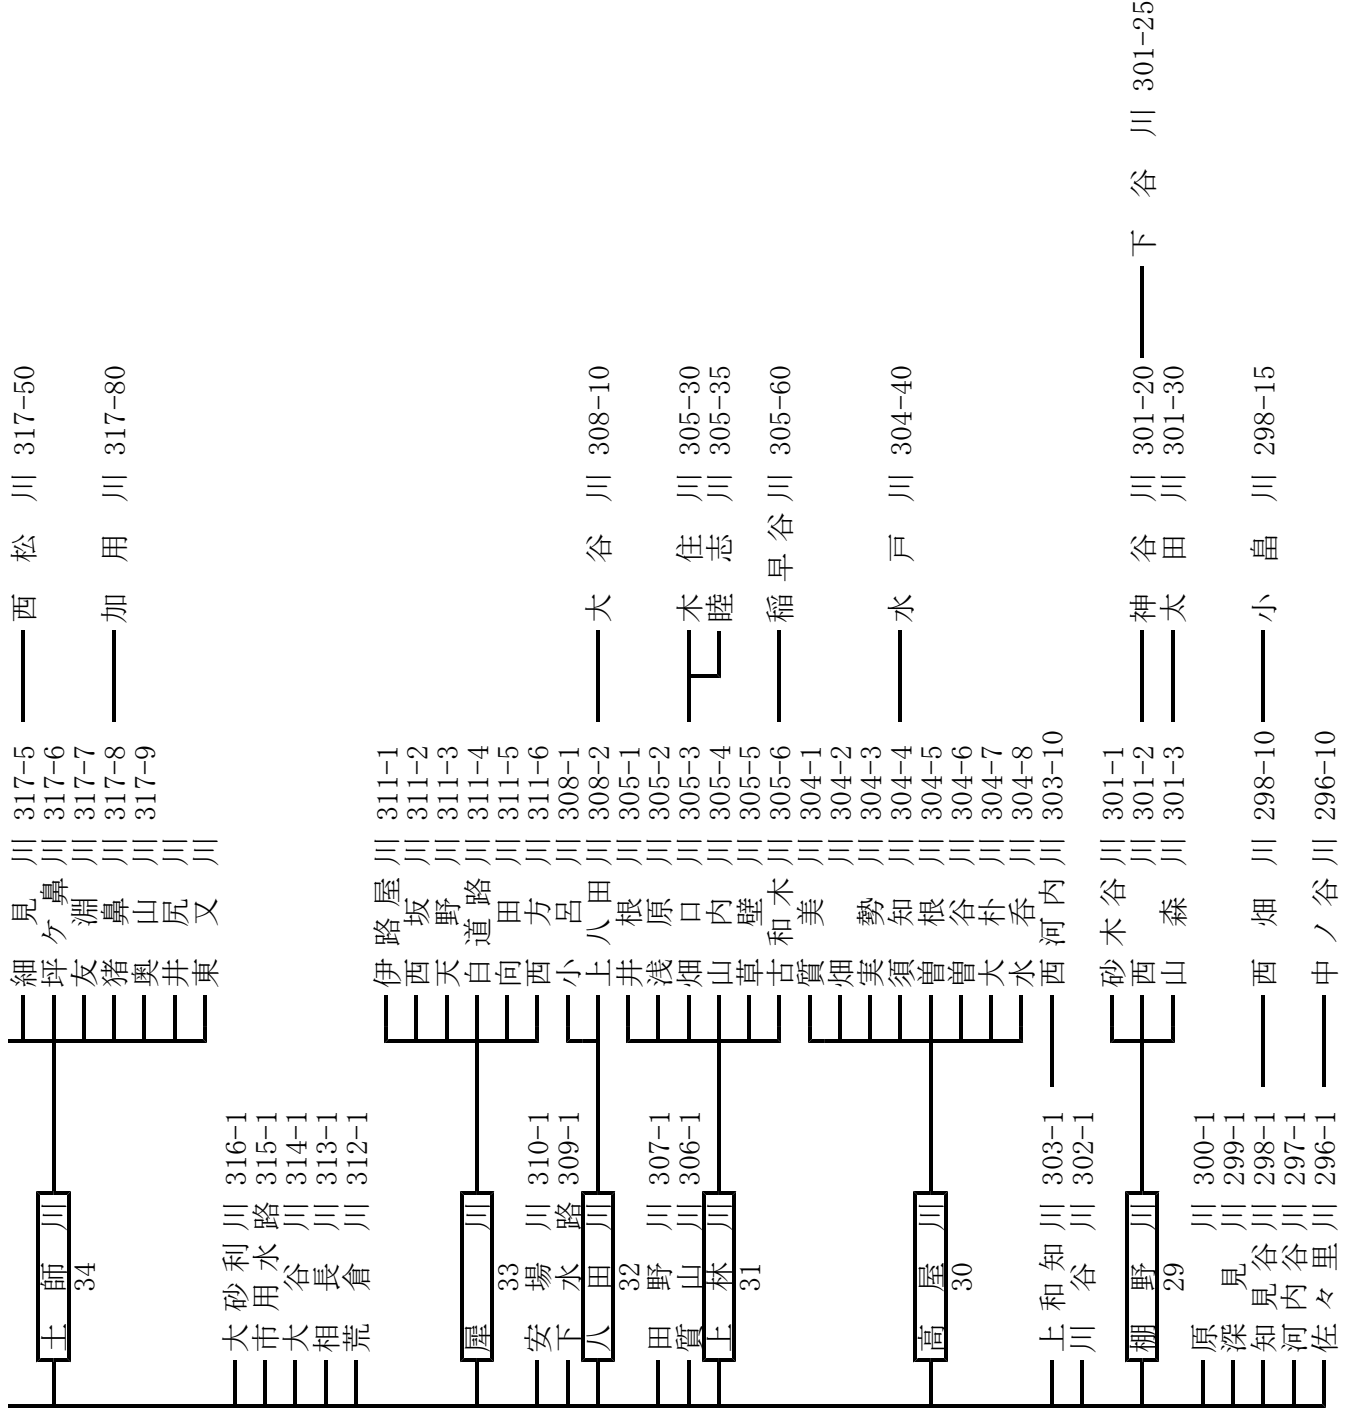 土師川
34
細見川 317-5
西松川 317-50
坪ケ鼻川 317-6
友淵川 317-7
猪鼻川 317-8
加用川 317-80
奥山川 317-9
井尻川
東又川
大砂利川 316-1
市用水路 315-1
大谷川 314-1
相長川 313-1
荒倉川 312-1
犀川
33
伊路屋川 311-1
西坂川 311-2
天野川 311-3
白道路川 311-4
向田川 311-5
西方川 311-6
安場川 310-1
下水路 309-1
八田川
32
小呂川 308-1
上八田川 308-2
大谷川 308-10
田野川 307-1
質山川 306-1
上林川
31
井根川 305-1
浅原川 305-2
畑口川 305-3
木住川 305-30
睦志川 305-35
山内川 305-4
草壁川 305-5
古和木川 305-6
稲早谷川 305-60
高屋川
30
質美川 304-1
畑川 304-2
実勢川 304-3
須知川 304-4
水戸川 304-40
曽根川 304-5
曽谷川 304-6
大朴川 304-7
水呑川 304-8
上和知川 303-1
西河内川 303-10
川谷川 302-1
棚野川
29
砂木谷川 301-1
西川 301-2
神谷川 301-20
下谷川 301-25
山森川 301-3
太田川 301-30
原川 300-1
深見川 299-1
知見谷川 298-1
西畑川 298-10
小畠川 298-15
河内谷川 297-1
佐々里川 296-1
中ノ谷川 296-10